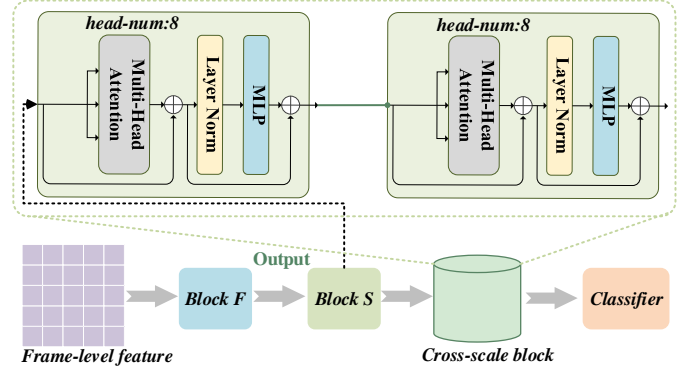 head-num:8
head-num:8
Multi-Head
Attention
Layer Norm
MLP
Multi-Head
Attention
Layer Norm
MLP
Output
Block F
Block S
Classifier
Frame-level feature
Cross-scale block